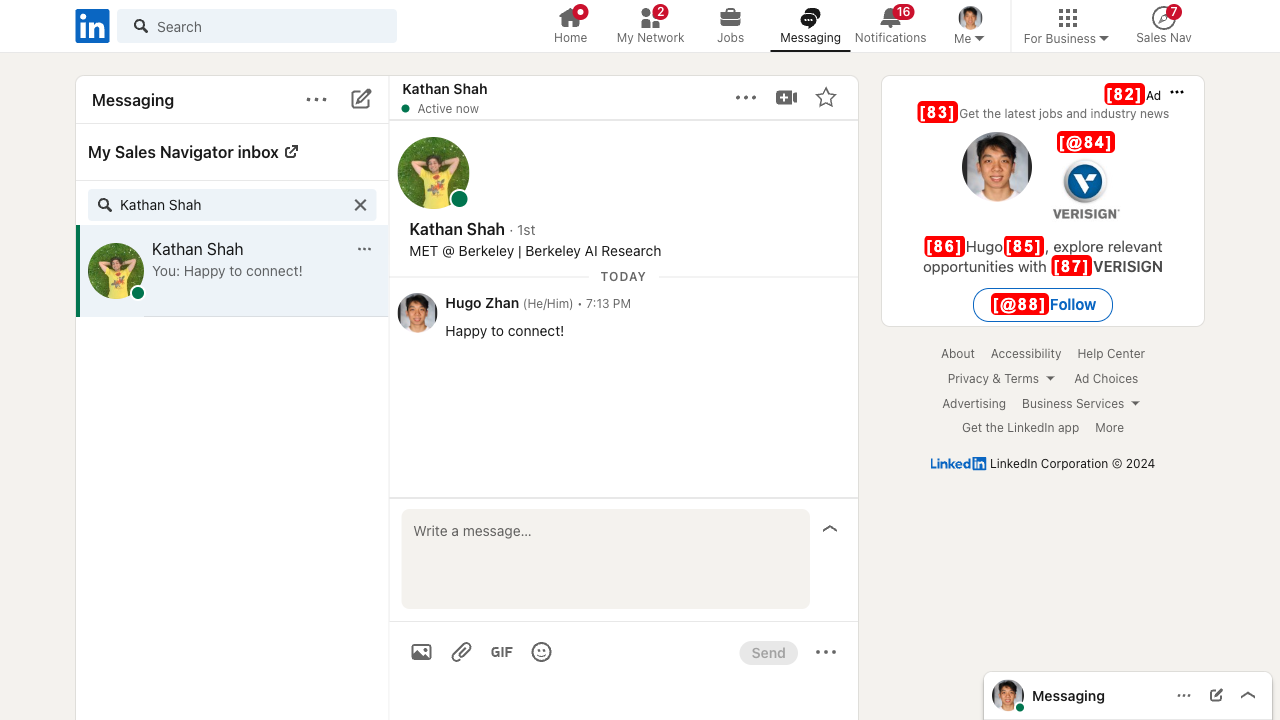 in
Search
Home
2
My Network
Jobs
Messaging
16
Notifications
Me
For Business
7
Sales Nav
Messaging
My Sales Navigator inbox
Kathan Shah
Kathan Shah
You: Happy to connect!
Kathan Shah
Active now
Kathan Shah · 1st
MET @ Berkeley | Berkeley AI Research
TODAY
Hugo Zhan (He/Him) • 7:13 PM
Happy to connect!
Write a message…
GIF
Send
[82] Ad
[83] Get the latest jobs and industry news
[@84]
VERISIGN
[86] Hugo [85], explore relevant
opportunities with [87] VERISIGN
[@88] Follow
About Accessibility Help Center
Privacy & Terms Ad Choices
Advertising Business Services
Get the LinkedIn app More
Linkedin LinkedIn Corporation © 2024
Messaging